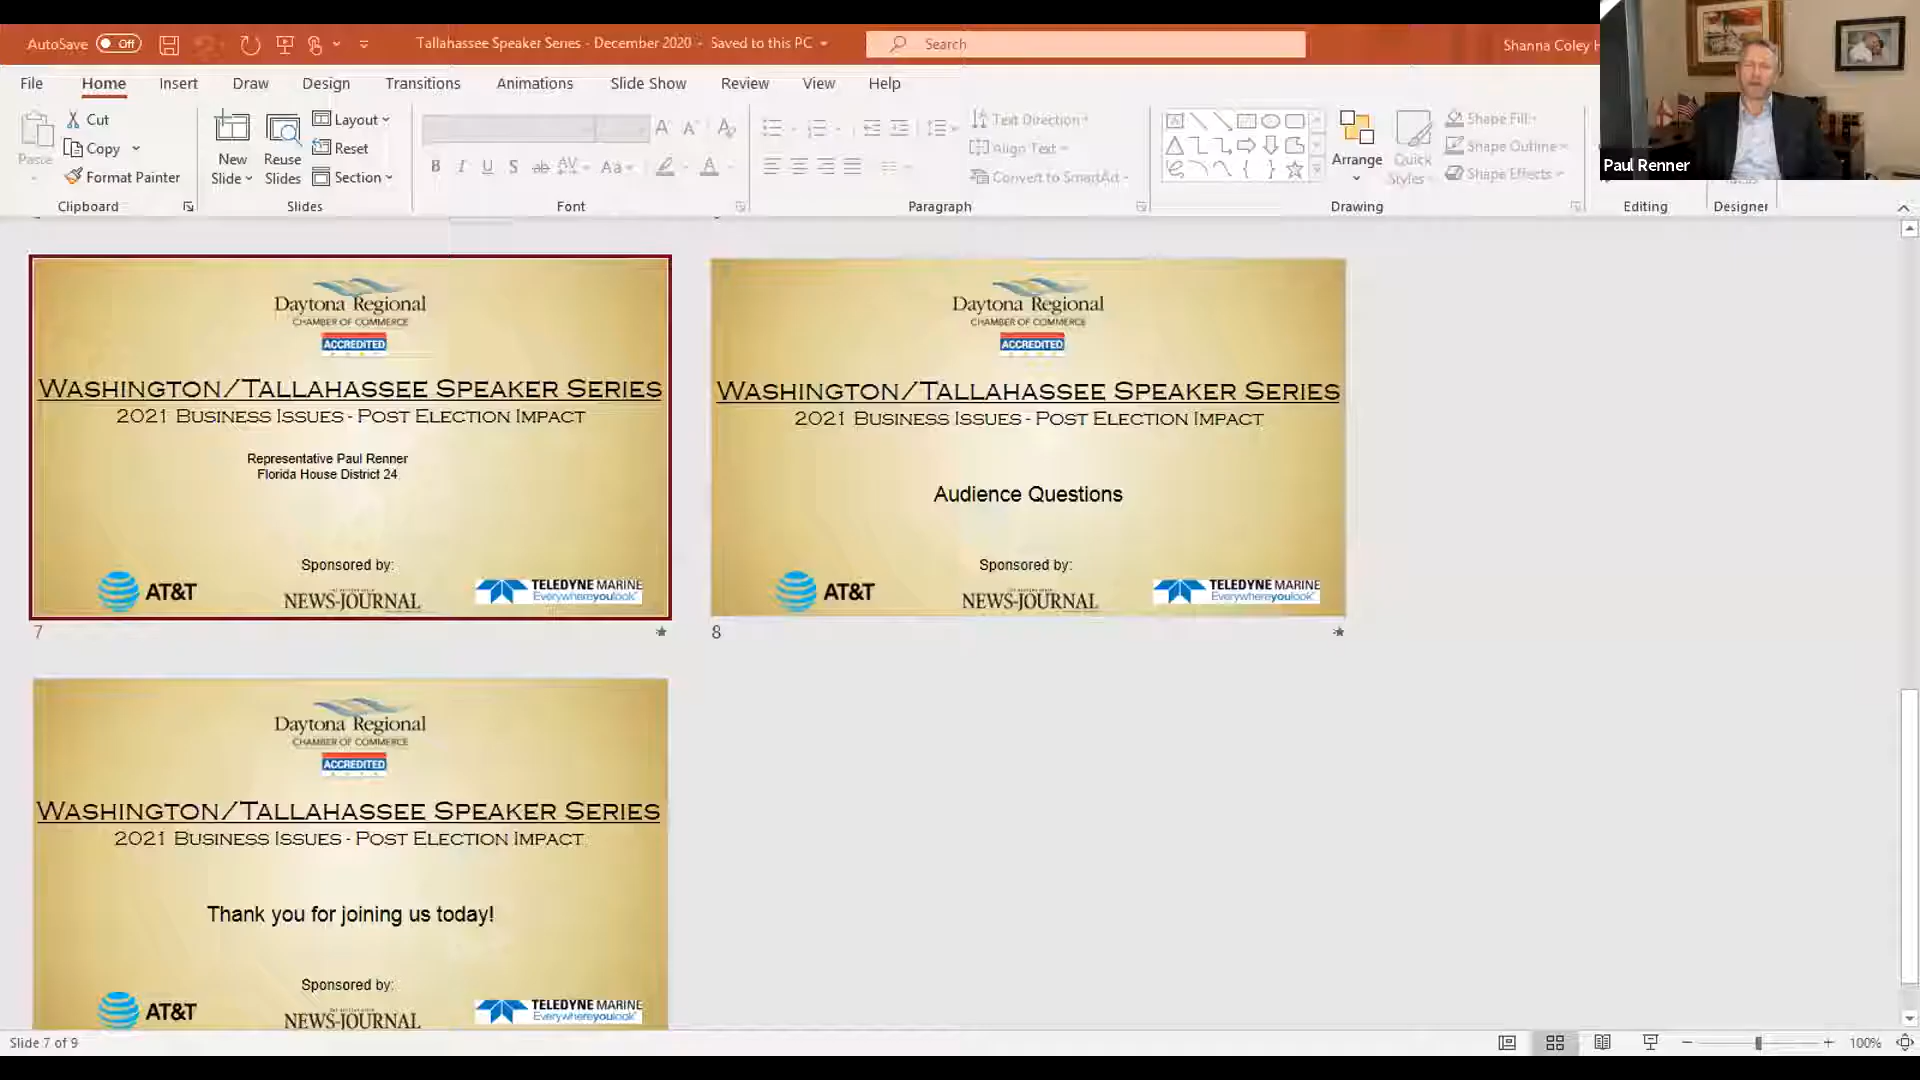 AutoSave Off Tallahassee Speaker Series - December 2020 - Saved to this PC Search Shanna Coley H
File Home Insert Draw Design Transitions Animations Slide Show Review View Help
Paste
Cut
Copy
Format Painter
Clipboard
New Slide
Reuse Slides
Layout
Reset
Section
Slides
B I U S ab AV Aa A
Font
Text Direction
Align Text
Convert to SmartArt
Paragraph
Arrange
Quick Styles
Shape Fill
Shape Outline
Shape Effects
Drawing
Editing
Designer
Paul Renner
Daytona Regional
CHAMBER OF COMMERCE
ACCREDITED
WASHINGTON/TALLAHASSEE SPEAKER SERIES
2021 BUSINESS ISSUES - POST ELECTION IMPACT
Representative Paul Renner
Florida House District 24
Sponsored by:
AT&T
NEWS-JOURNAL
TELEDYNE MARINE
Everywhereyoulook
7
Daytona Regional
CHAMBER OF COMMERCE
ACCREDITED
WASHINGTON/TALLAHASSEE SPEAKER SERIES
2021 BUSINESS ISSUES - POST ELECTION IMPACT
Audience Questions
Sponsored by:
AT&T
NEWS-JOURNAL
TELEDYNE MARINE
Everywhereyoulook
8
Daytona Regional
CHAMBER OF COMMERCE
ACCREDITED
WASHINGTON/TALLAHASSEE SPEAKER SERIES
2021 BUSINESS ISSUES - POST ELECTION IMPACT
Thank you for joining us today!
Sponsored by:
AT&T
NEWS-JOURNAL
TELEDYNE MARINE
Everywhereyoulook
Slide 7 of 9
100%